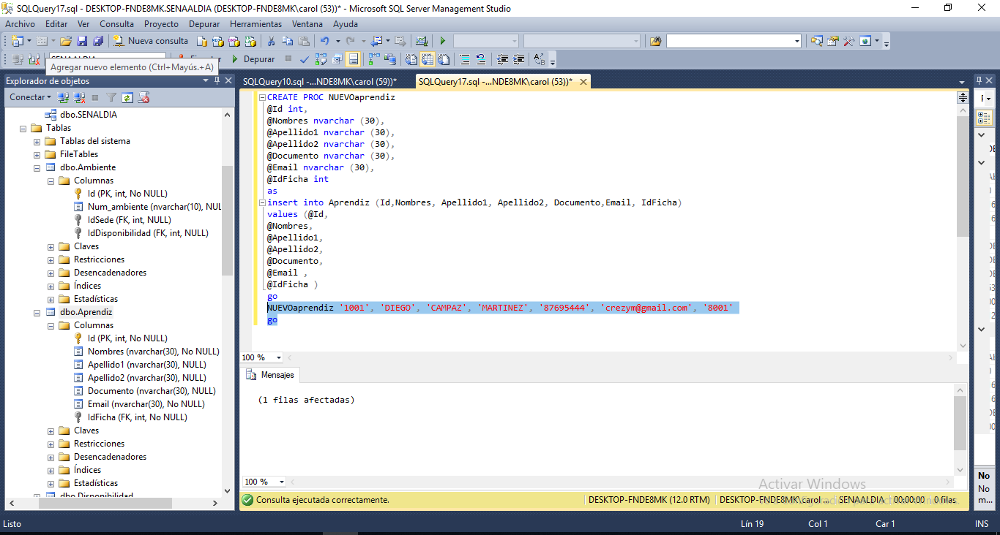 SQLQuery17.sql - DESKTOP-FNDE8MK.SENAALDIA (DESKTOP-FNDE8MK\carol (53))* - Microsoft SQL Server Management Studio
Archivo Editar Ver Consulta Proyecto Depurar Herramientas Ventana Ayuda
Nueva consulta
Depurar
Agregar nuevo elemento (Ctrl+Mayús.+A)
Explorador de objetos
Conectar
dbo.SENALDIA
Tablas
Tablas del sistema
FileTables
dbo.Ambiente
Columnas
Id (PK, int, No NULL)
Num_ambiente (nvarchar(10), NUL
IdSede (FK, int, NULL)
IdDisponibilidad (FK, int, NULL)
Claves
Restricciones
Desencadenadores
Índices
Estadísticas
dbo.Aprendiz
Columnas
Id (PK, int, No NULL)
Nombres (nvarchar(30), No NULL)
Apellido1 (nvarchar(30), NULL)
Apellido2 (nvarchar(30), NULL)
Documento (nvarchar(30), NULL)
Email (nvarchar(30), No NULL)
IdFicha (FK, int, No NULL)
Claves
Restricciones
Desencadenadores
Índices
Estadísticas
dbo.Disponibilidad
SQLQuery10.sql -...NDE8MK\carol (59))*
SQLQuery17.sql -...NDE8MK\carol (53))*
CREATE PROC NUEVOaprendiz
@Id int,
@Nombres nvarchar (30),
@Apellido1 nvarchar (30),
@Apellido2 nvarchar (30),
@Documento nvarchar (30),
@Email nvarchar (30),
@IdFicha int
as
insert into Aprendiz (Id,Nombres, Apellido1, Apellido2, Documento,Email, IdFicha)
values (@Id,
@Nombres,
@Apellido1,
@Apellido2,
@Documento,
@Email ,
@IdFicha )
go
NUEVOaprendiz '1001', 'DIEGO', 'CAMPAZ', 'MARTINEZ', '87695444', 'crezym@gmail.com', '8001'
go
100 %
Mensajes
(1 filas afectadas)
100 %
Activar Windows
Consulta ejecutada correctamente.
DESKTOP-FNDE8MK (12.0 RTM) DESKTOP-FNDE8MK\carol ... SENAALDIA 00:00:00 0 filas
No
No
m...
Listo
Lín 19 Col 1 Car 1 INS